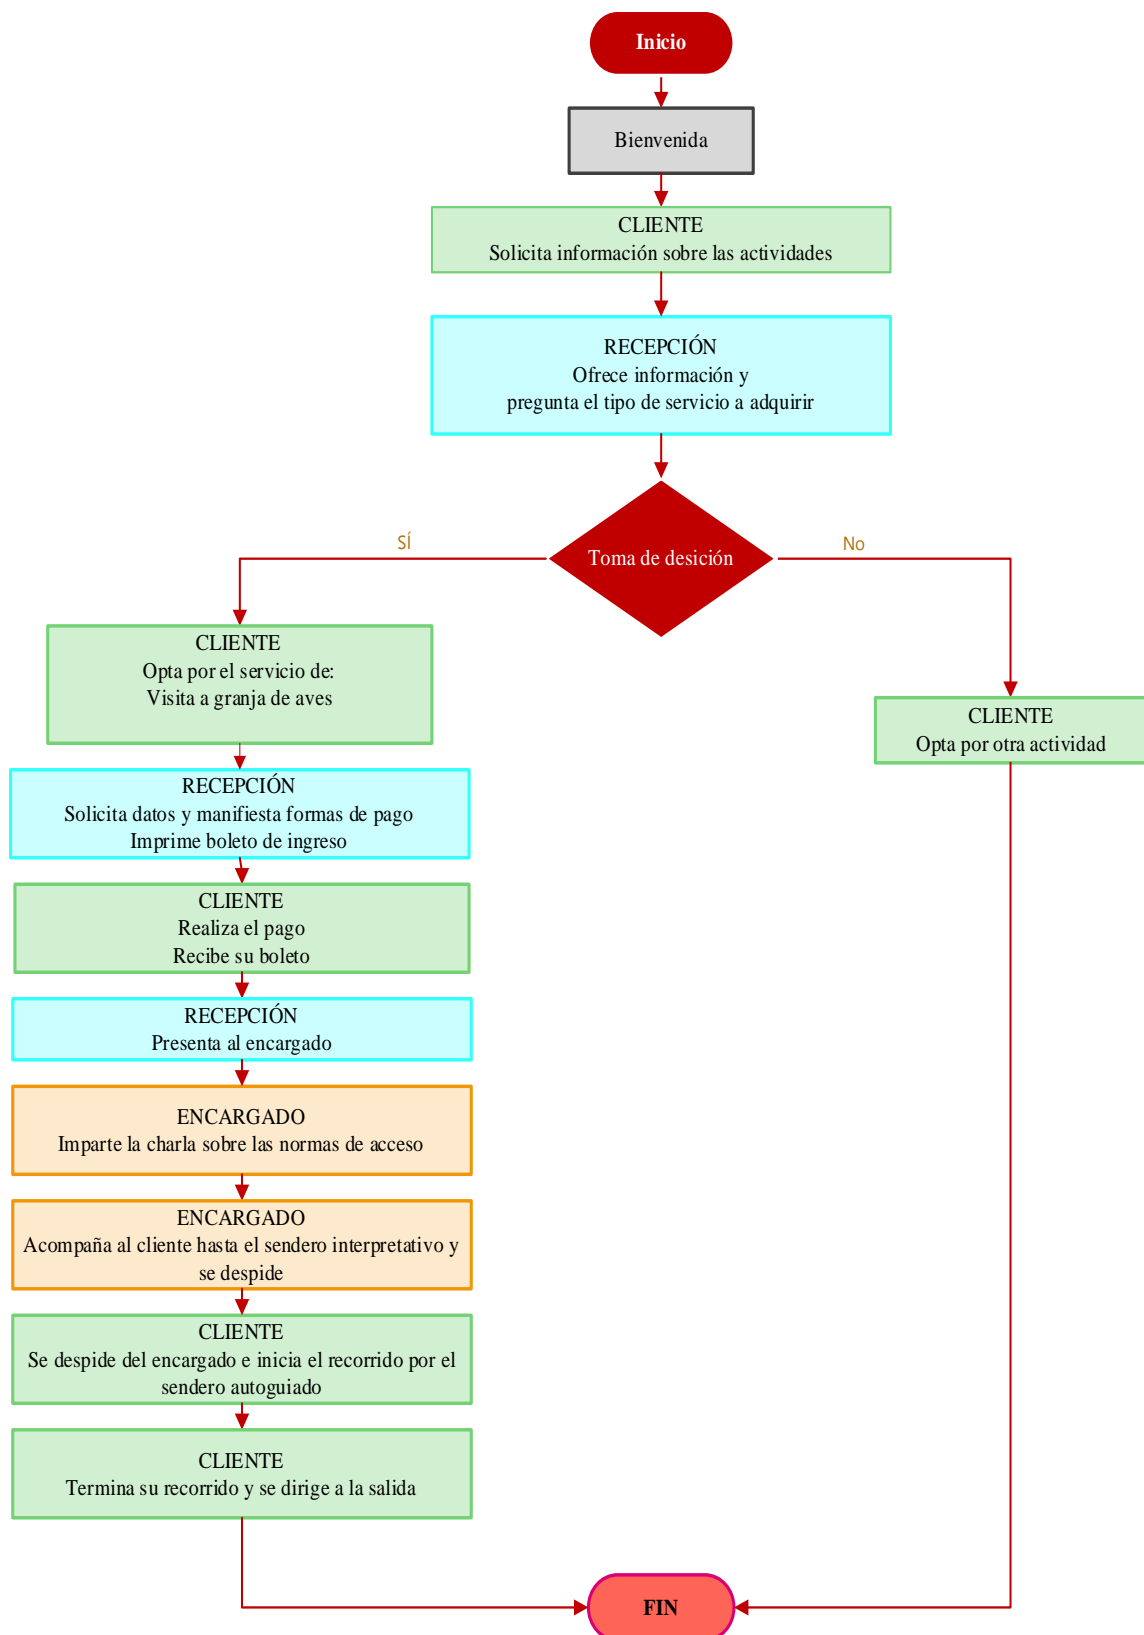 Inicio
Bienvenida
CLIENTE
Solicita información sobre las actividades
RECEPCIÓN
Ofrece información y
pregunta el tipo de servicio a adquirir
Toma de desición
SÍ
No
CLIENTE
Opta por el servicio de:
Visita a granja de aves
CLIENTE
Opta por otra actividad
RECEPCIÓN
Solicita datos y manifiesta formas de pago
Imprime boleto de ingreso
CLIENTE
Realiza el pago
Recibe su boleto
RECEPCIÓN
Presenta al encargado
ENCARGADO
Imparte la charla sobre las normas de acceso
ENCARGADO
Acompaña al cliente hasta el sendero interpretativo y
se despide
CLIENTE
Se despide del encargado e inicia el recorrido por el
sendero autoguiado
CLIENTE
Termina su recorrido y se dirige a la salida
FIN